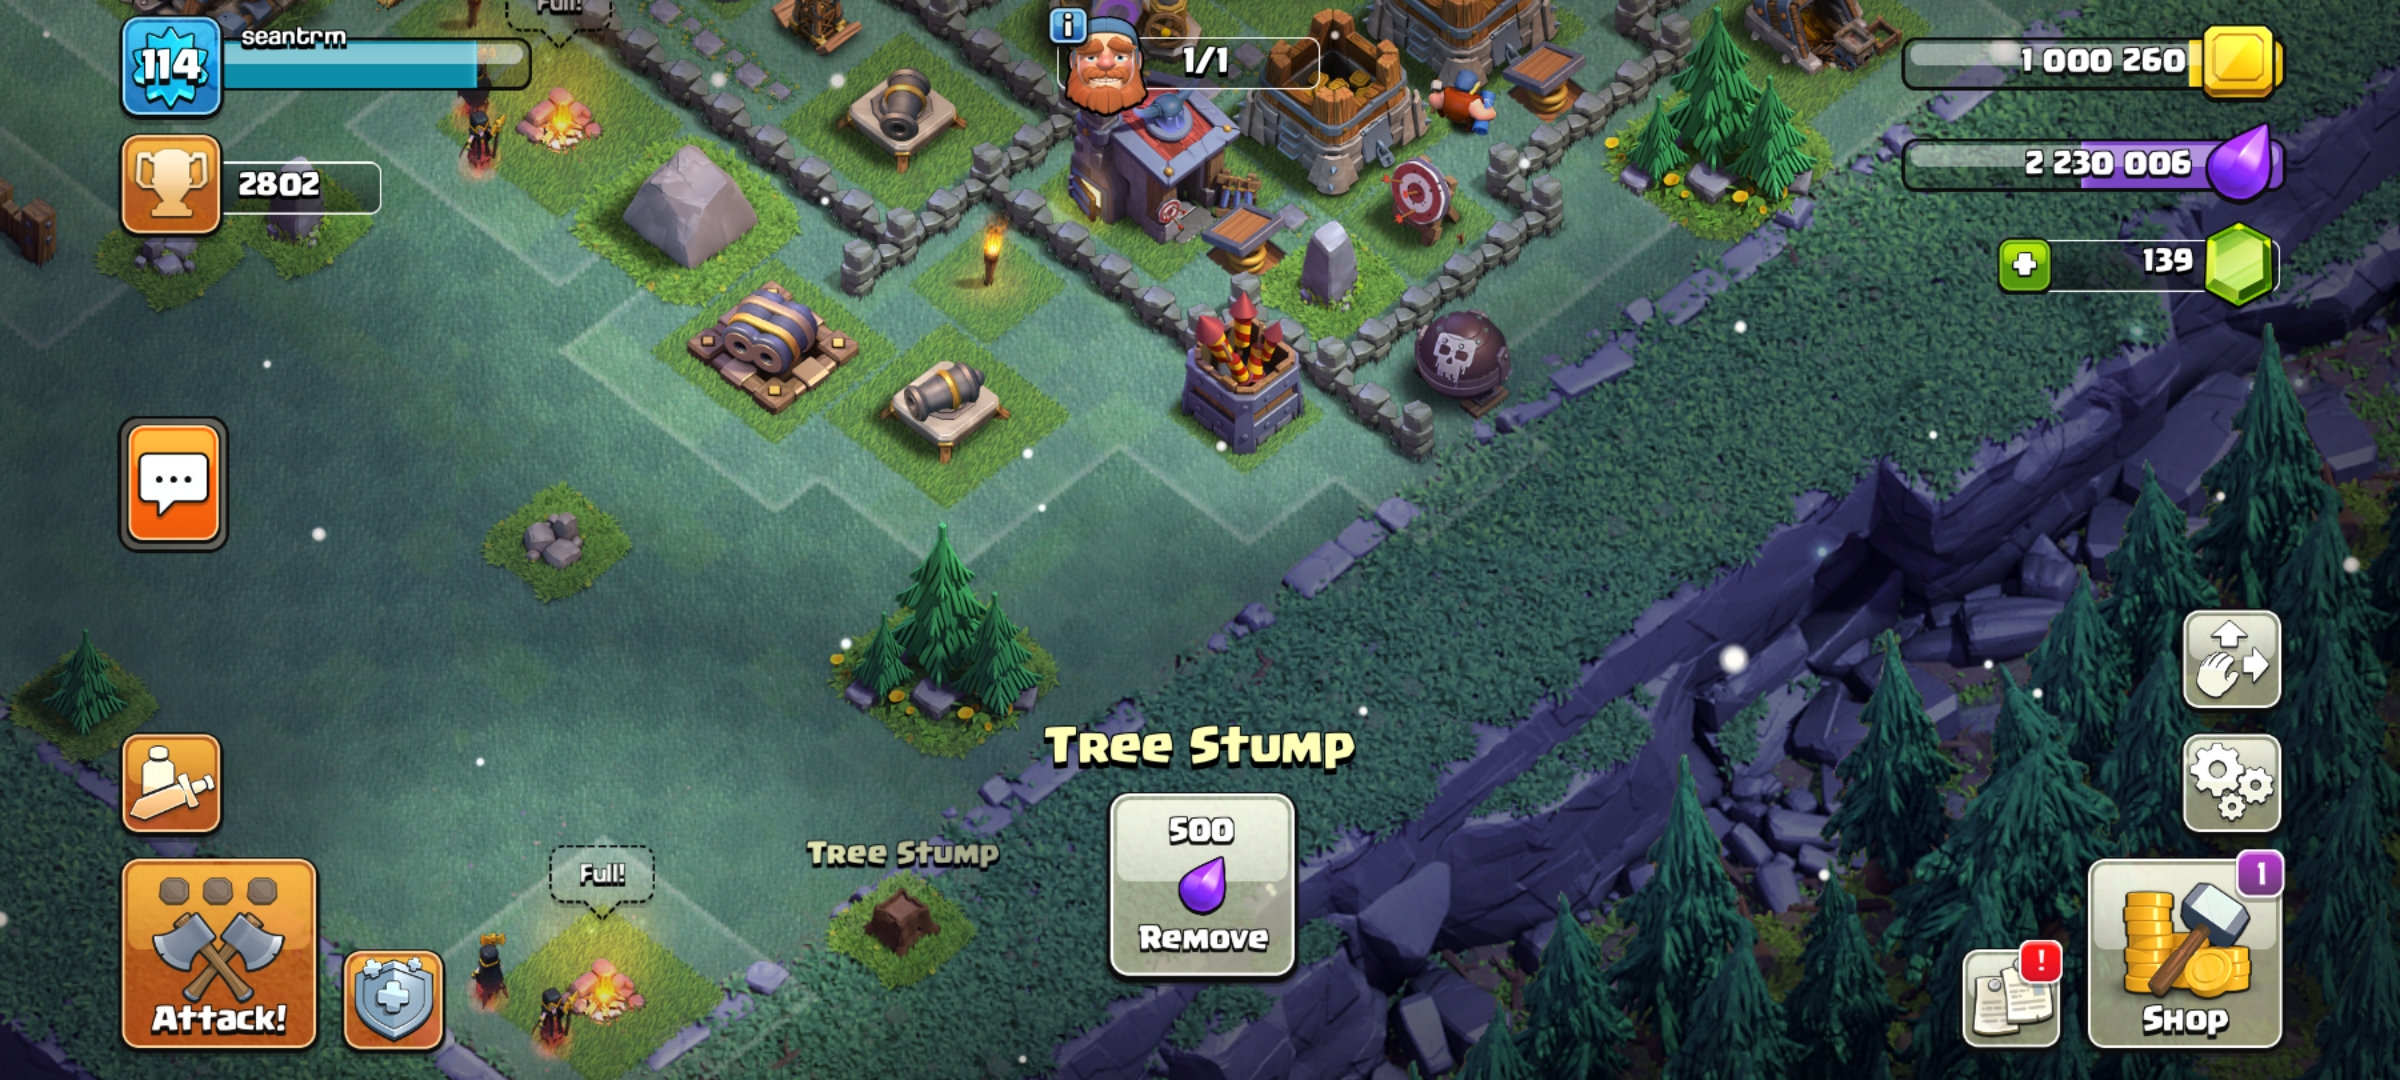 Full!
114
seantrm
i
1/1
1 000 260
2802
2 230 006
139
Tree Stump
500
Remove
Tree Stump
Full!
Attack!
!
1
Shop